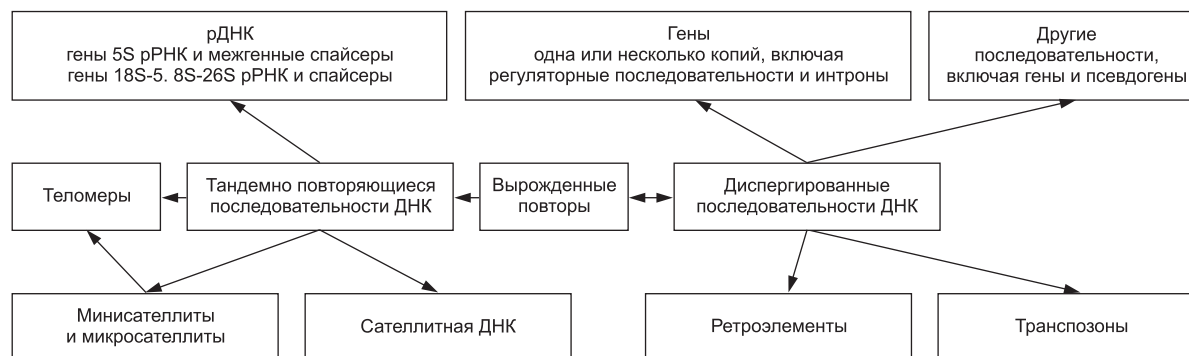 рДНК
гены 5S рРНК и межгенные спайсеры
гены 18S-5. 8S-26S рРНК и спайсеры
Гены
одна или несколько копий, включая
регуляторные последовательности и интроны
Другие
последовательности,
включая гены и псевдогены
Теломеры
Тандемно повторяющиеся
последовательности ДНК
Вырожденные
повторы
Диспергированные
последовательности ДНК
Минисателлиты
и микросателлиты
Сателлитная ДНК
Ретроэлементы
Транспозоны